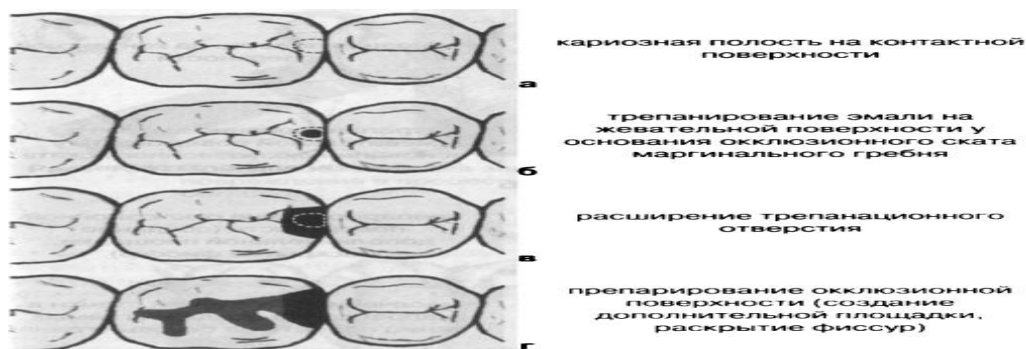 кариозная полость на контактной
поверхности
а
трепанирование эмали на
жевательной поверхности у
основания окклюзионного ската
маргинального гребня
б
расширение трепанационного
отверстия
в
препарирование окклюзионной
поверхности (создание
дополнительной площадки,
раскрытие фиссур)
г